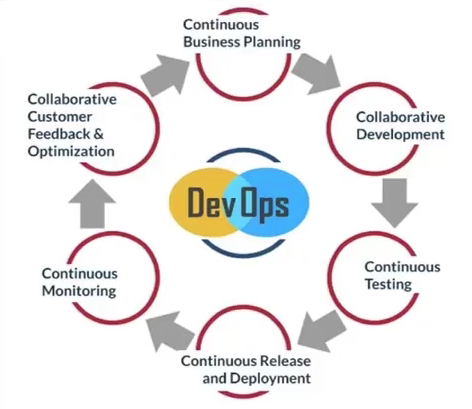 Continuous
Business Planning
Collaborative
Development
Continuous
Testing
Continuous Release
and Deployment
Continuous
Monitoring
Collaborative
Customer
Feedback &
Optimization
DevOps